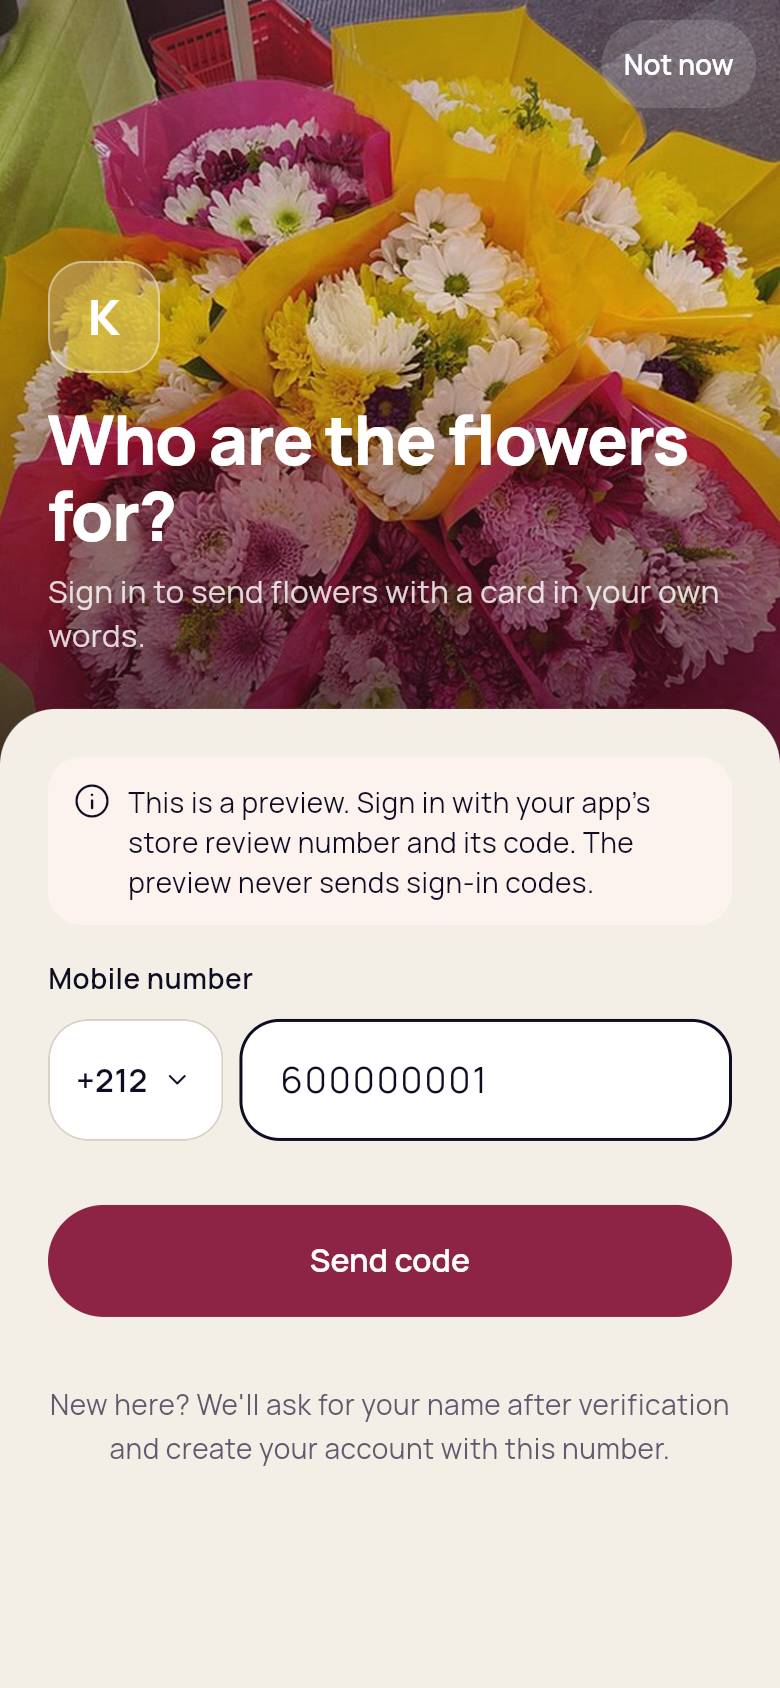 Not now
K
Who are the flowers
for?
Sign in to send flowers with a card in your own
words.
This is a preview. Sign in with your app's
store review number and its code. The
preview never sends sign-in codes.
Mobile number
+212
600000001
Send code
New here? We'll ask for your name after verification
and create your account with this number.